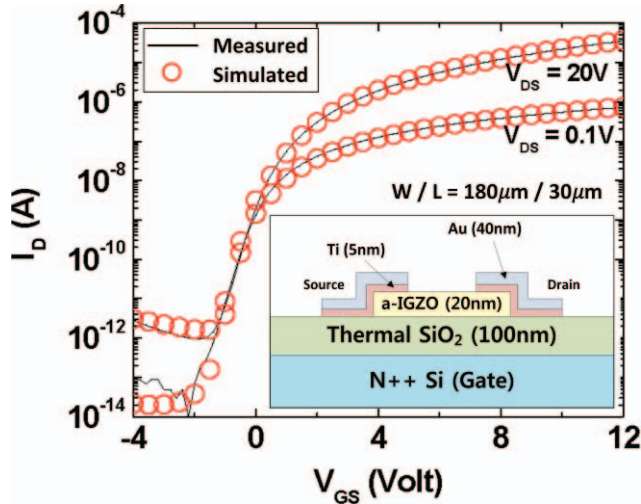 10⁻⁴
Measured
Simulated
V_DS = 20V
10⁻⁶
V_DS = 0.1V
10⁻⁸
W / L = 180μm / 30μm
I_D (A)
10⁻¹⁰
Ti (5nm)
Au (40nm)
Source
Drain
a-IGZO (20nm)
10⁻¹²
Thermal SiO₂ (100nm)
N++ Si (Gate)
10⁻¹⁴
-4
0
4
8
12
V_GS (Volt)